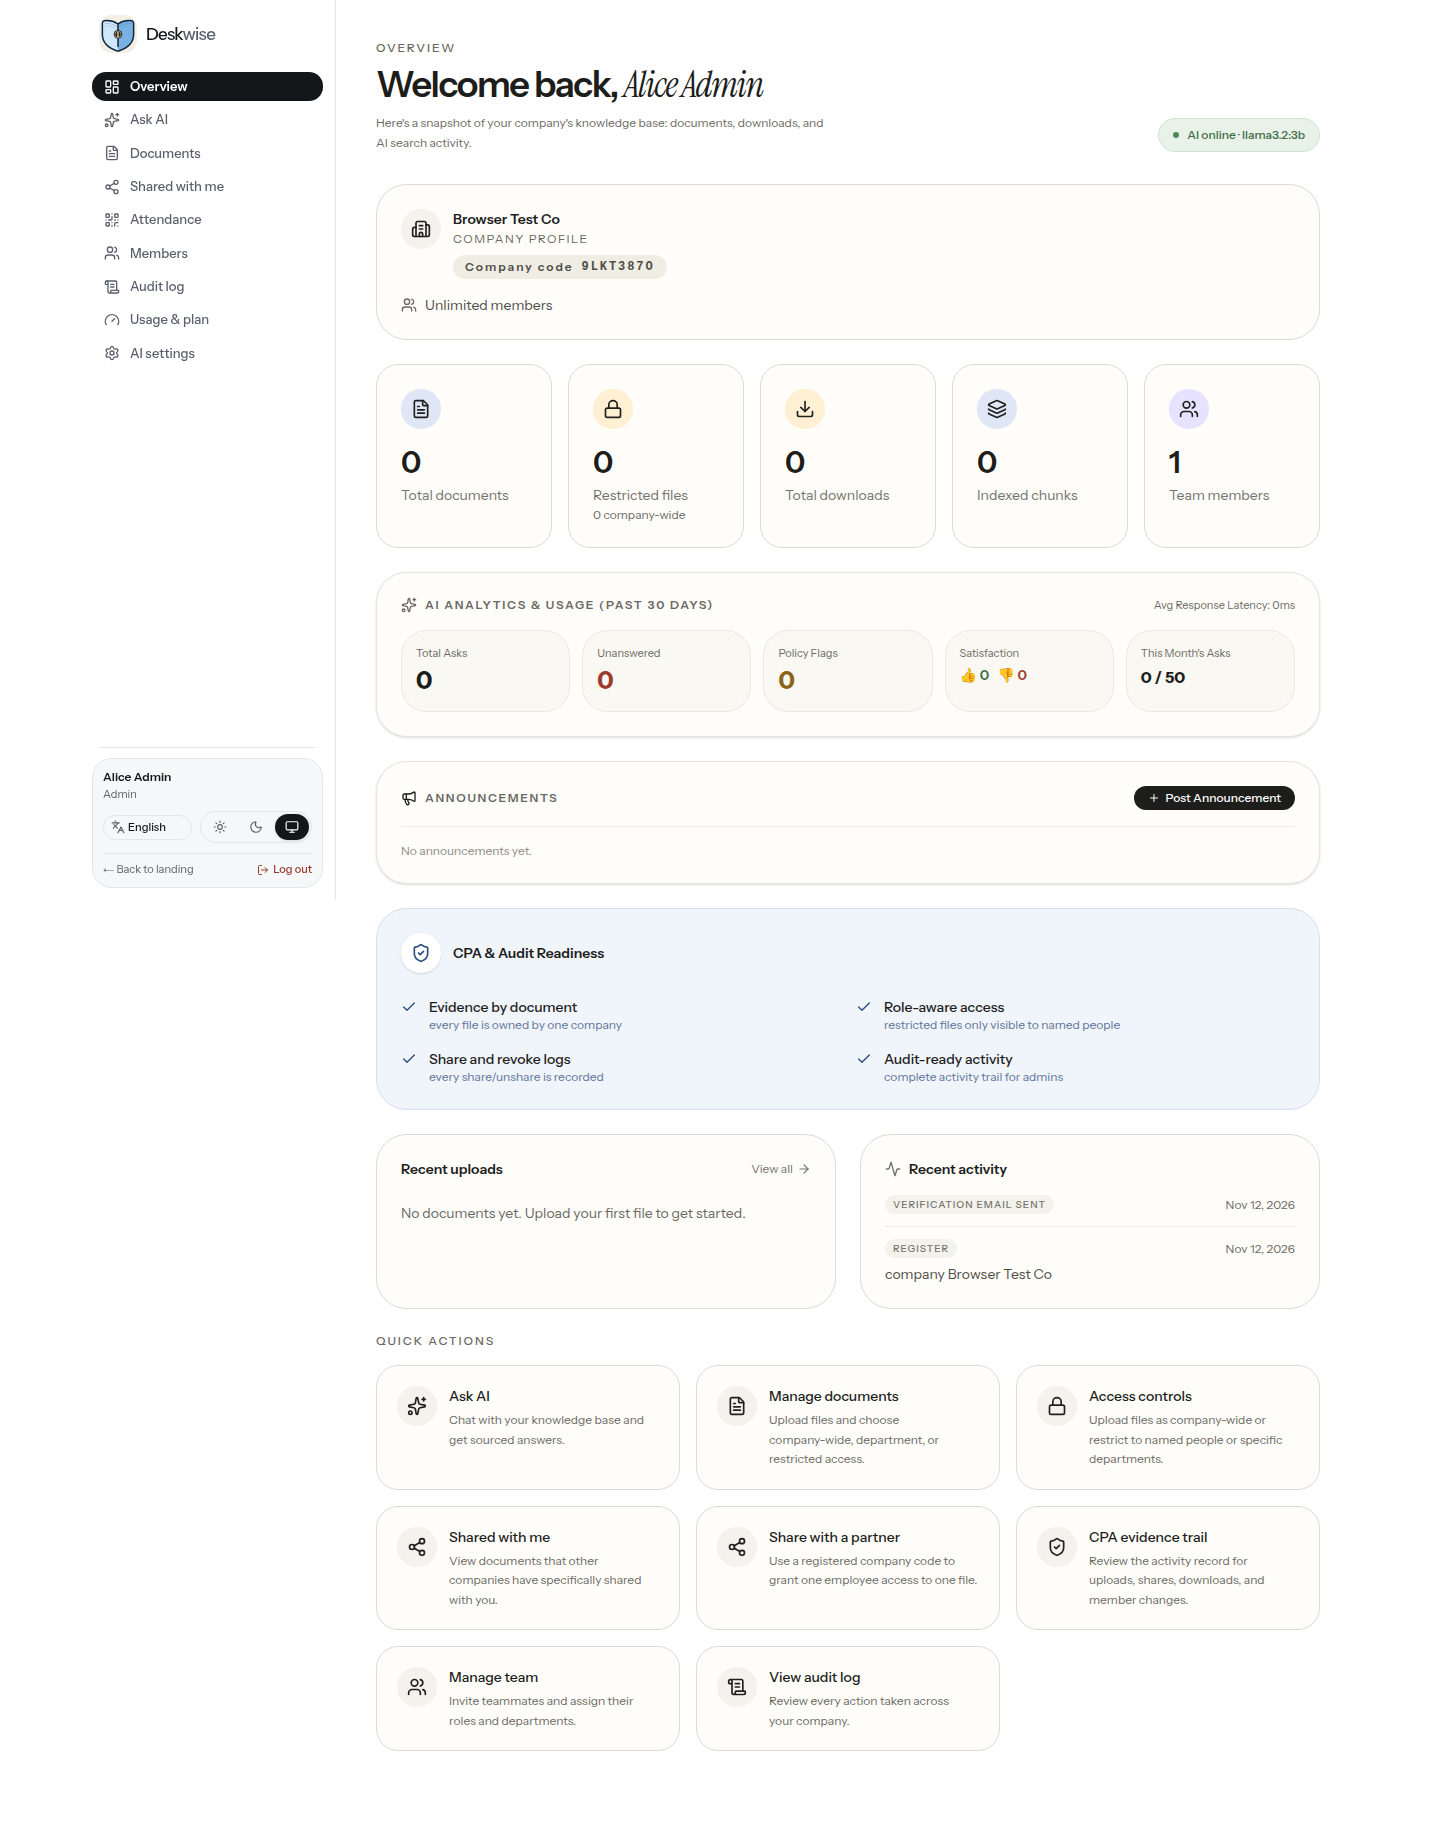 Deskwise
Overview
Ask AI
Documents
Shared with me
Attendance
Members
Audit log
Usage & plan
AI settings
Alice Admin
Admin
English
← Back to landing
Log out
OVERVIEW
Welcome back, Alice Admin
Here's a snapshot of your company's knowledge base: documents, downloads, and
AI search activity.
AI online · llama3.2:3b
Browser Test Co
COMPANY PROFILE
Company code 9LKT3870
Unlimited members
0
Total documents
0
Restricted files
0 company-wide
0
Total downloads
0
Indexed chunks
1
Team members
AI ANALYTICS & USAGE (PAST 30 DAYS)
Avg Response Latency: 0ms
Total Asks
0
Unanswered
0
Policy Flags
0
Satisfaction
👍 0 👎 0
This Month's Asks
0 / 50
ANNOUNCEMENTS
+ Post Announcement
No announcements yet.
CPA & Audit Readiness
Evidence by document
every file is owned by one company
Role-aware access
restricted files only visible to named people
Share and revoke logs
every share/unshare is recorded
Audit-ready activity
complete activity trail for admins
Recent uploads
View all →
No documents yet. Upload your first file to get started.
Recent activity
VERIFICATION EMAIL SENT
Nov 12, 2026
REGISTER
Nov 12, 2026
company Browser Test Co
QUICK ACTIONS
Ask AI
Chat with your knowledge base and
get sourced answers.
Manage documents
Upload files and choose
company-wide, department, or
restricted access.
Access controls
Upload files as company-wide or
restrict to named people or specific
departments.
Shared with me
View documents that other
companies have specifically shared
with you.
Share with a partner
Use a registered company code to
grant one employee access to one file.
CPA evidence trail
Review the activity record for
uploads, shares, downloads, and
member changes.
Manage team
Invite teammates and assign their
roles and departments.
View audit log
Review every action taken across
your company.